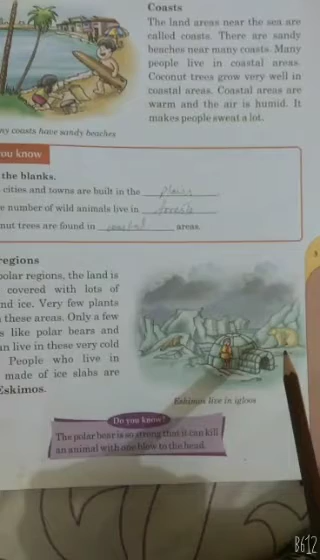 Coasts
The land areas near the sea are
called coasts. There are sandy
beaches near many coasts. Many
people live in coastal areas.
Coconut trees grow very well in
coastal areas. Coastal areas are
warm and the air is humid. It
makes people sweat a lot.
ny coasts have sandy beaches
ou know
the blanks.
cities and towns are built in the plains
e number of wild animals live in forests
nut trees are found in coastal areas.
regions
polar regions, the land is
covered with lots of
nd ice. Very few plants
these areas. Only a few
s like polar bears and
an live in these very cold
People who live in
made of ice slabs are
Eskimos.
Eskimos live in igloos
Do you know?
The polar bear is so strong that it can kill
an animal with one blow to the head.
B612